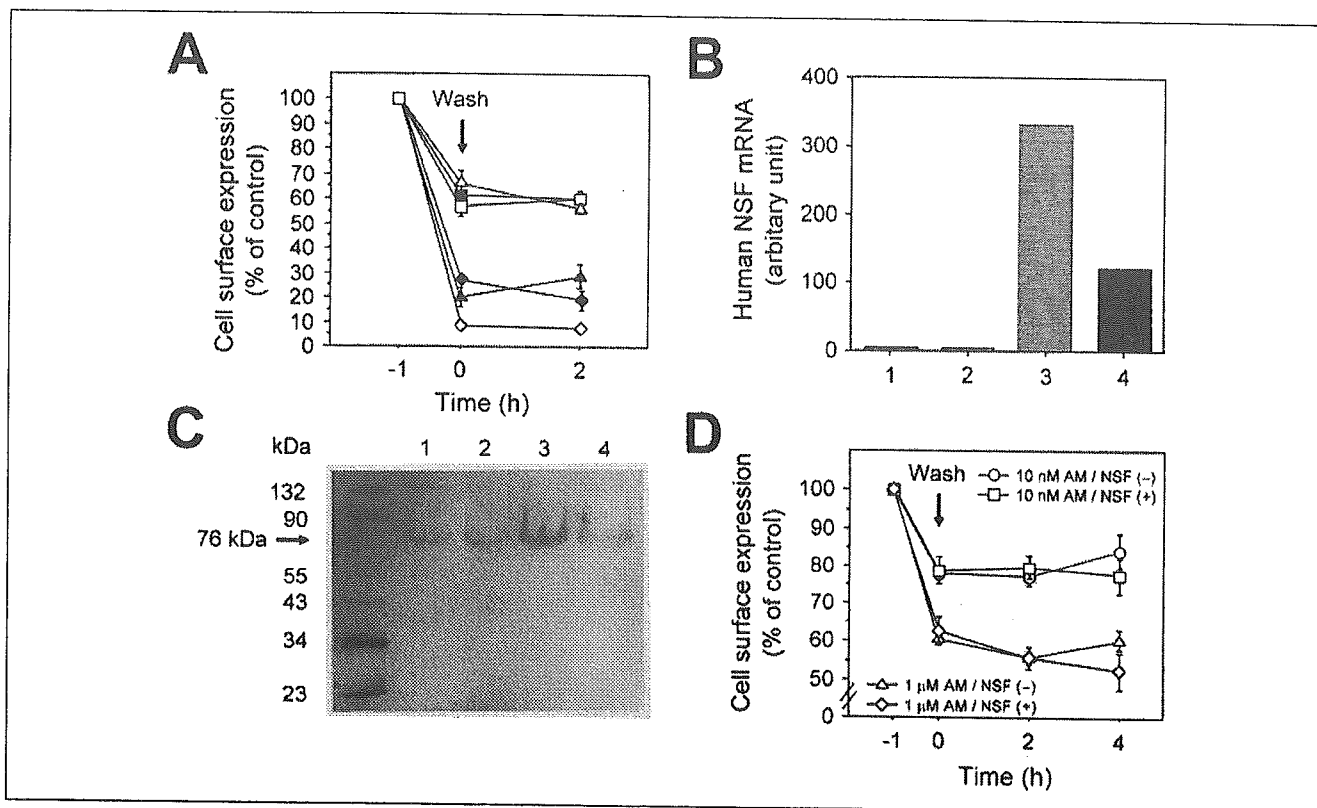 A
Cell surface expression
(% of control)
100
90
80
70
60
50
40
30
20
10
0
Wash
-1
0
2
Time (h)
B
Human NSF mRNA
(arbitary unit)
400
300
200
100
0
1
2
3
4
C
kDa
1
2
3
4
132
90
76 kDa
55
43
34
23
D
Cell surface expression
(% of control)
100
90
80
70
60
50
0
Wash
10 nM AM / NSF (−)
10 nM AM / NSF (+)
1 μM AM / NSF (−)
1 μM AM / NSF (+)
-1
0
2
4
Time (h)